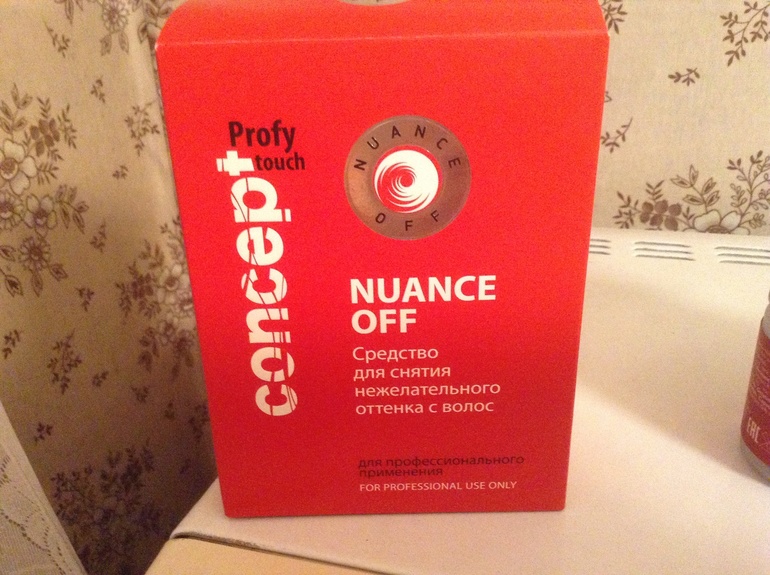 Profy
touch
concept
NUANCE
OFF
NUANCE
OFF
Средство
для снятия
нежелательного
оттенка с волос
для профессионального
применения
FOR PROFESSIONAL USE ONLY
EAC